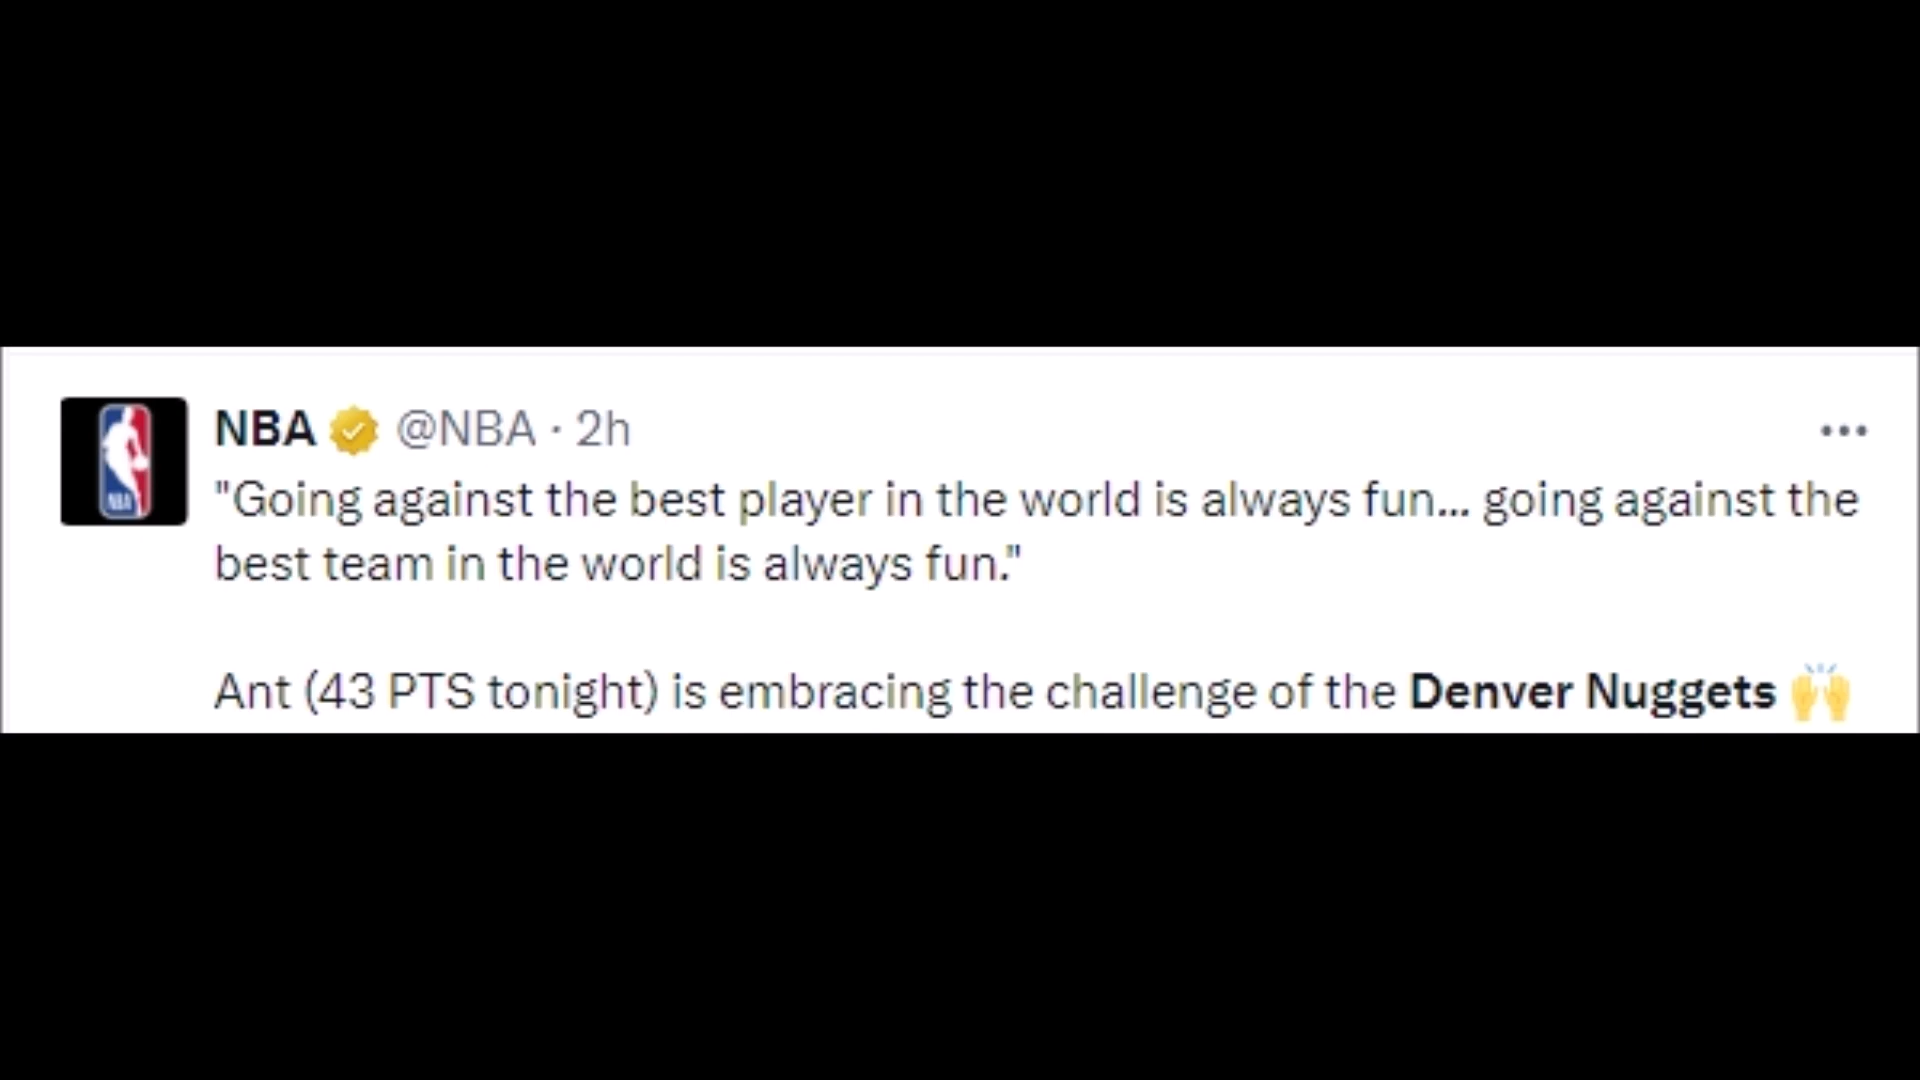 NBA @NBA · 2h
"Going against the best player in the world is always fun... going against the
best team in the world is always fun."
Ant (43 PTS tonight) is embracing the challenge of the Denver Nuggets 🙌
NBA